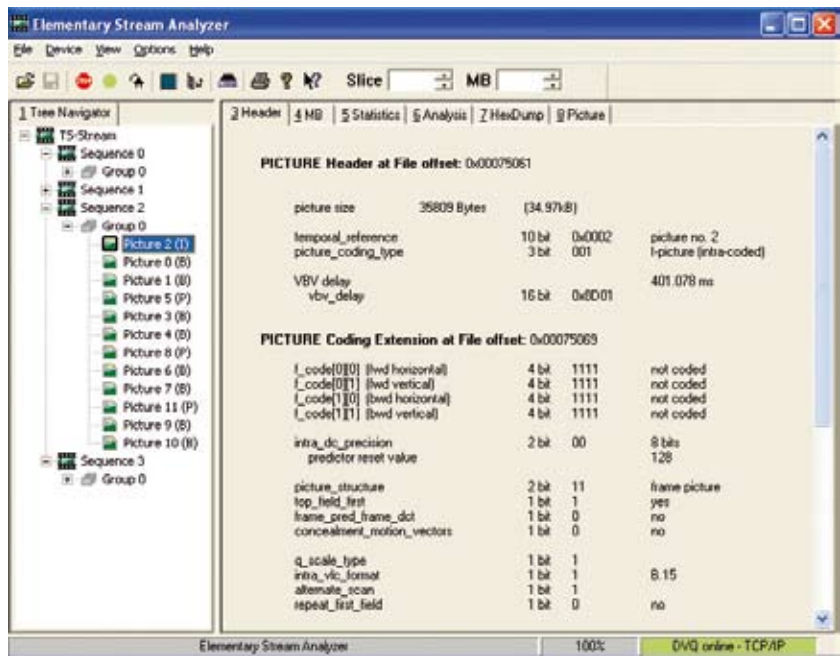 Elementary Stream Analyzer
File Device View Options Help
Slice MB
1 Tree Navigator
3 Header 4 MB 5 Statistics 6 Analysis 7 HexDump 8 Picture
TS-Stream
Sequence 0
Group 0
Sequence 1
Sequence 2
Group 0
Picture 2 (I)
Picture 0 (B)
Picture 1 (B)
Picture 5 (P)
Picture 3 (B)
Picture 4 (B)
Picture 8 (P)
Picture 6 (B)
Picture 7 (B)
Picture 11 (P)
Picture 9 (B)
Picture 10 (B)
Sequence 3
Group 0
PICTURE Header at File offset: 0x00075061
picture size 35809 Bytes (34.97kB)
temporal_reference 10 bit 0x0002 picture no. 2
picture_coding_type 3 bit 001 I-picture (intra-coded)
VBV delay 401.078 ms
vbv_delay 16 bit 0x8D01
PICTURE Coding Extension at File offset: 0x00075069
f_code[0][0] (fwd horizontal) 4 bit 1111 not coded
f_code[0][1] (fwd vertical) 4 bit 1111 not coded
f_code[1][0] (bwd horizontal) 4 bit 1111 not coded
f_code[1][1] (bwd vertical) 4 bit 1111 not coded
intra_dc_precision 2 bit 00 8 bits
predictor reset value 128
picture_structure 2 bit 11 frame picture
top_field_first 1 bit 1 yes
frame_pred_frame_dct 1 bit 0 no
concealment_motion_vectors 1 bit 0 no
q_scale_type 1 bit 1
intra_vlc_format 1 bit 1 B.15
alternate_scan 1 bit 1
repeat_first_field 1 bit 0 no
Elementary Stream Analyzer 100% DVQ online - TCP/IP